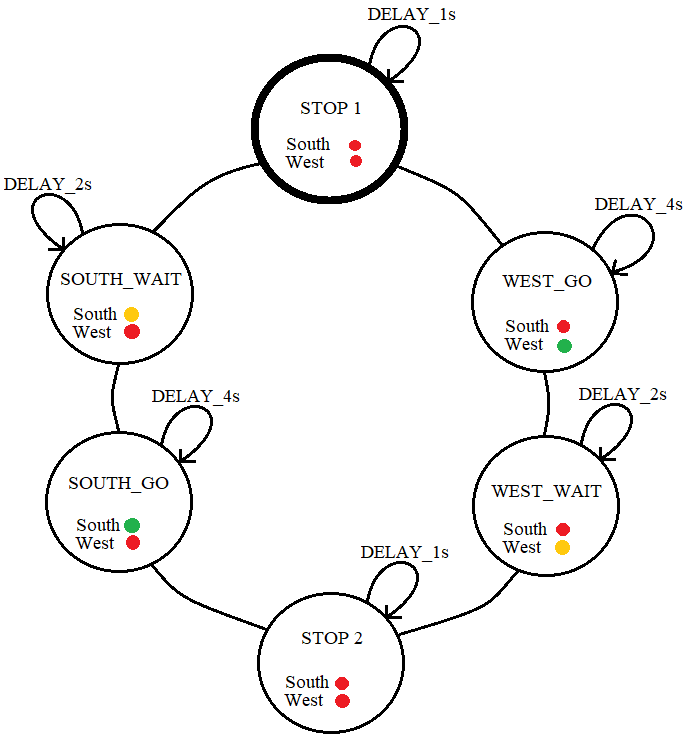 DELAY_1s
STOP 1
South
West
DELAY_2s
SOUTH_WAIT
South
West
DELAY_4s
WEST_GO
South
West
DELAY_4s
SOUTH_GO
South
West
DELAY_2s
WEST_WAIT
South
West
DELAY_1s
STOP 2
South
West